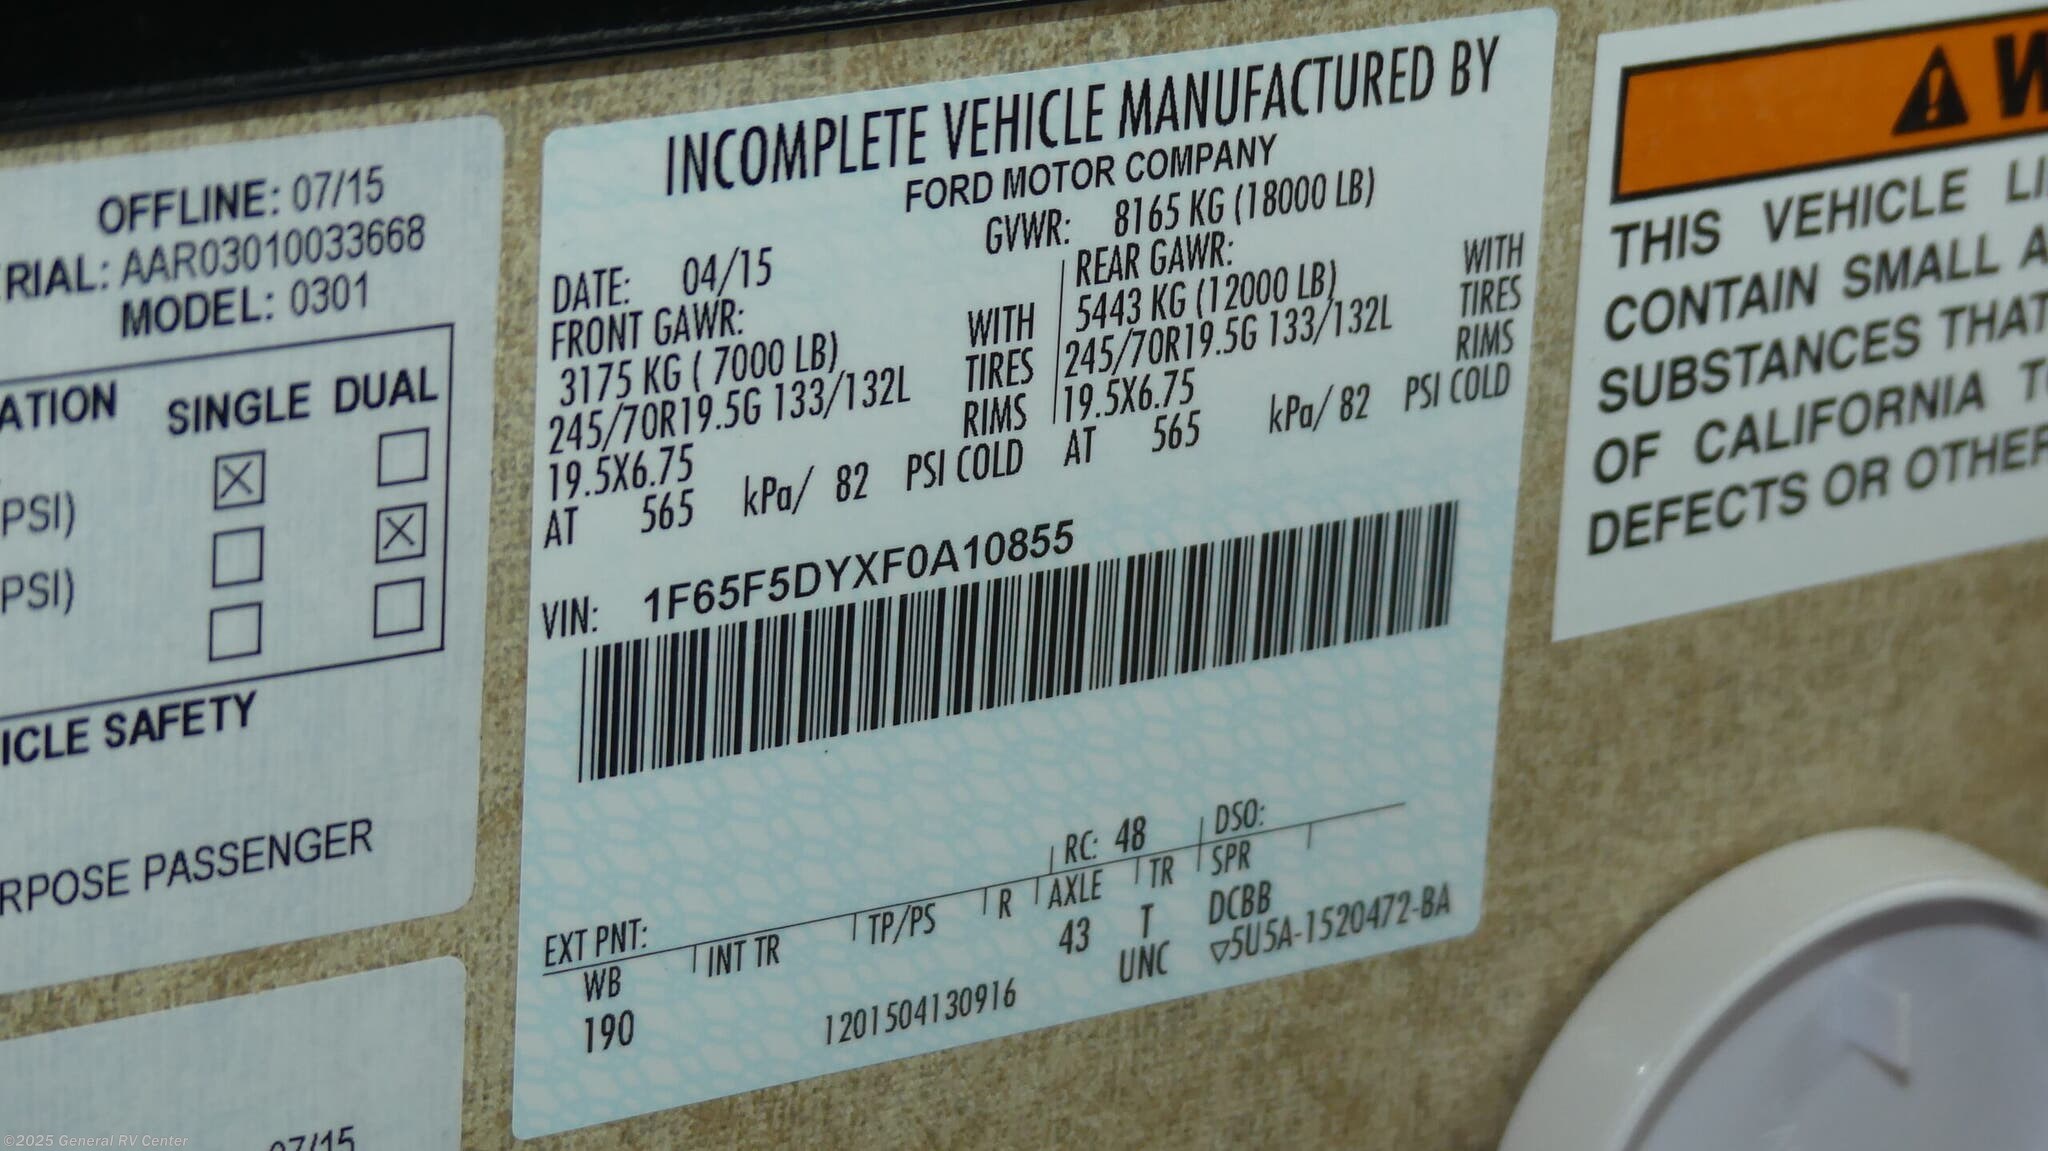 OFFLINE: 07/15
RIAL: AAR03010033668
MODEL: 0301
ATION SINGLE DUAL
PSI)
PSI)
ICLE SAFETY
RPOSE PASSENGER
07/15
INCOMPLETE VEHICLE MANUFACTURED BY
FORD MOTOR COMPANY
GVWR: 8165 KG (18000 LB)
DATE: 04/15
FRONT GAWR:
3175 KG ( 7000 LB) WITH
245/70R19.5G 133/132L TIRES
19.5X6.75 RIMS
AT 565 kPa/ 82 PSI COLD
REAR GAWR:
5443 KG (12000 LB) WITH
245/70R19.5G 133/132L TIRES
19.5X6.75 RIMS
AT 565 kPa/ 82 PSI COLD
VIN: 1F65F5DYXF0A10855
RC: 48 DSO:
EXT PNT:
WB INT TR TP/PS R AXLE TR SPR
190 43 T DCBB
1201504130916 UNC ▽5U5A-1520472-BA
THIS VEHICLE
CONTAIN SMALL
SUBSTANCES THAT
OF CALIFORNIA
DEFECTS OR OTHER
©2025 General RV Center